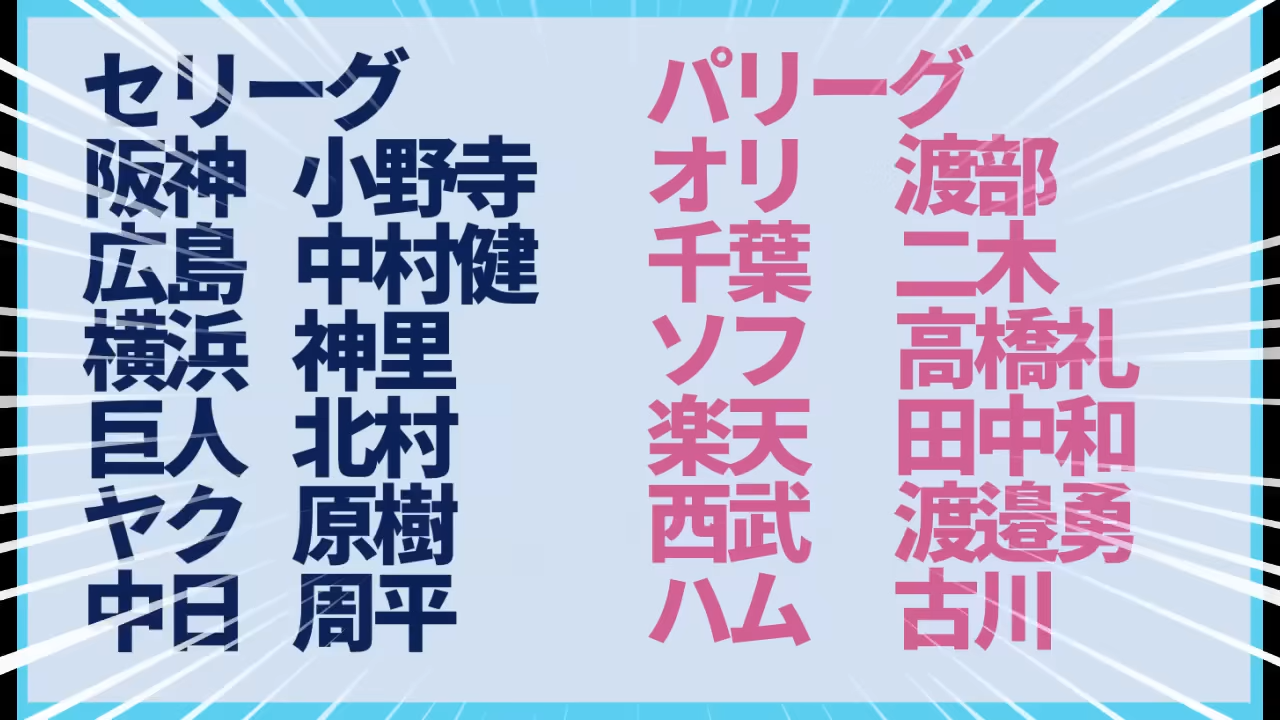 セリーグ
阪神 小野寺
広島 中村健
横浜 神里
巨人 北村
ヤク 原樹
中日 周平
パリーグ
オリ 渡部
千葉 二木
ソフ 高橋礼
楽天 田中和
西武 渡邉勇
ハム 古川